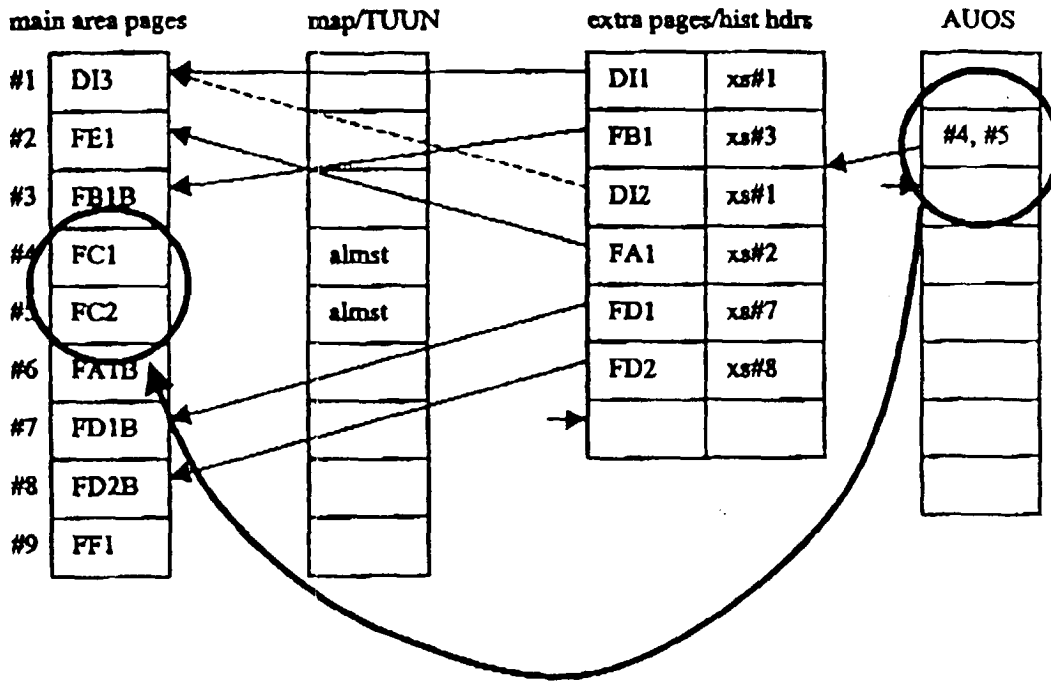 main area pages map/TUUN extra pages/hist hdrs AUOS
#1 DI3 DI1 xs#1
#2 FE1 FB1 xs#3 #4, #5
#3 FB1B DI2 xs#1
#4 FC1 almst FA1 xs#2
#5 FC2 almst FD1 xs#7
#6 FA1B FD2 xs#8
#7 FD1B
#8 FD2B
#9 FF1